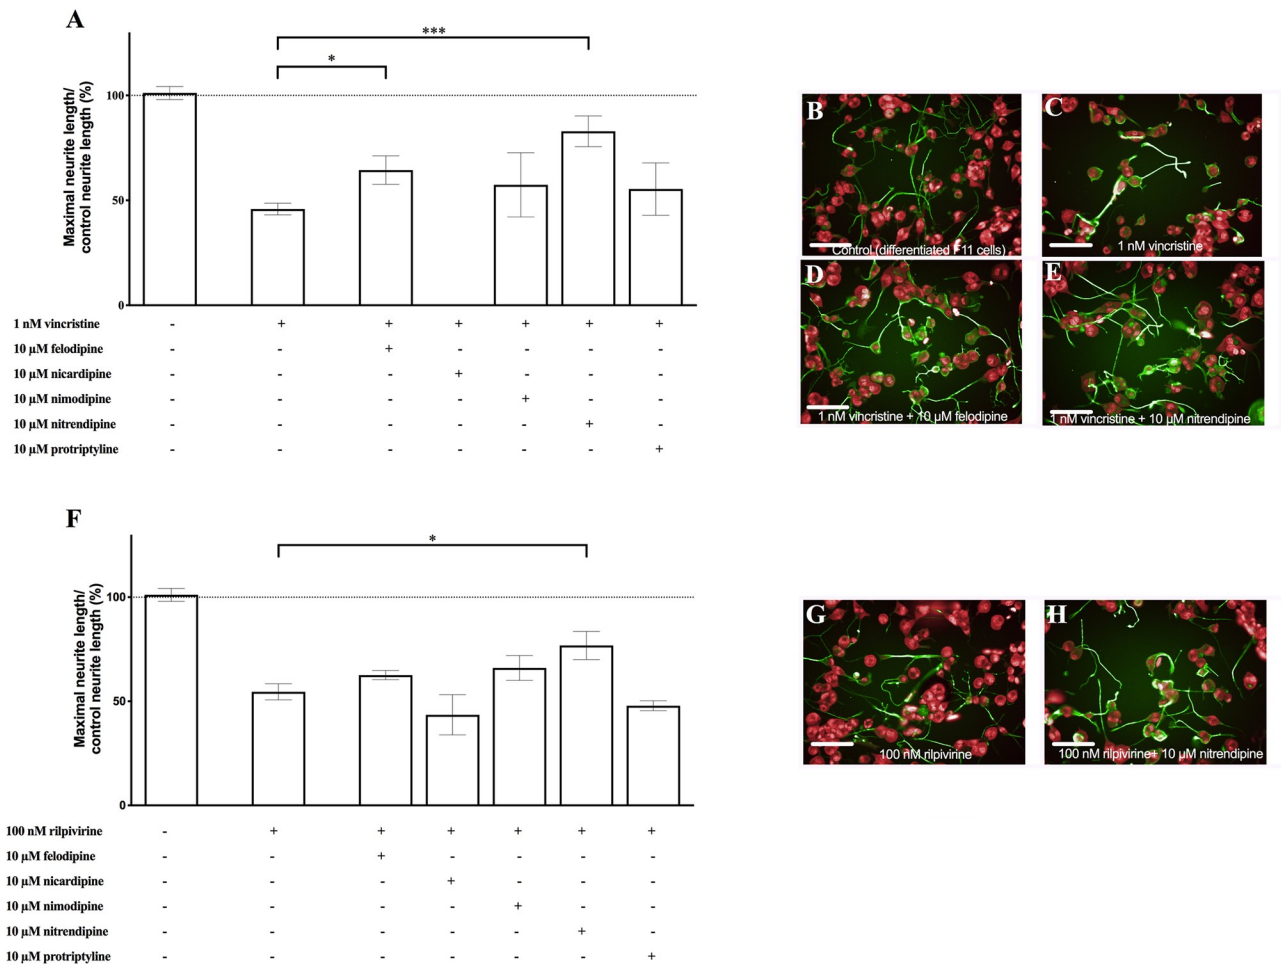 A
***
*
Maximal neurite length/
control neurite length (%)
100
50
0
1 nM vincristine - + + + + + +
10 µM felodipine - - + - - - -
10 µM nicardipine - - - + - - -
10 µM nimodipine - - - - + - -
10 µM nitrendipine - - - - - + -
10 µM protriptyline - - - - - - +
B
Control (differentiated F11 cells)
C
1 nM vincristine
D
1 nM vincristine + 10 µM felodipine
E
1 nM vincristine + 10 µM nitrendipine
F
*
Maximal neurite length/
control neurite length (%)
100
50
0
100 nM rilpivirine - + + + + + +
10 µM felodipine - - + - - - -
10 µM nicardipine - - - + - - -
10 µM nimodipine - - - - + - -
10 µM nitrendipine - - - - - + -
10 µM protriptyline - - - - - - +
G
100 nM rilpivirine
H
100 nM rilpivirine+ 10 µM nitrendipine